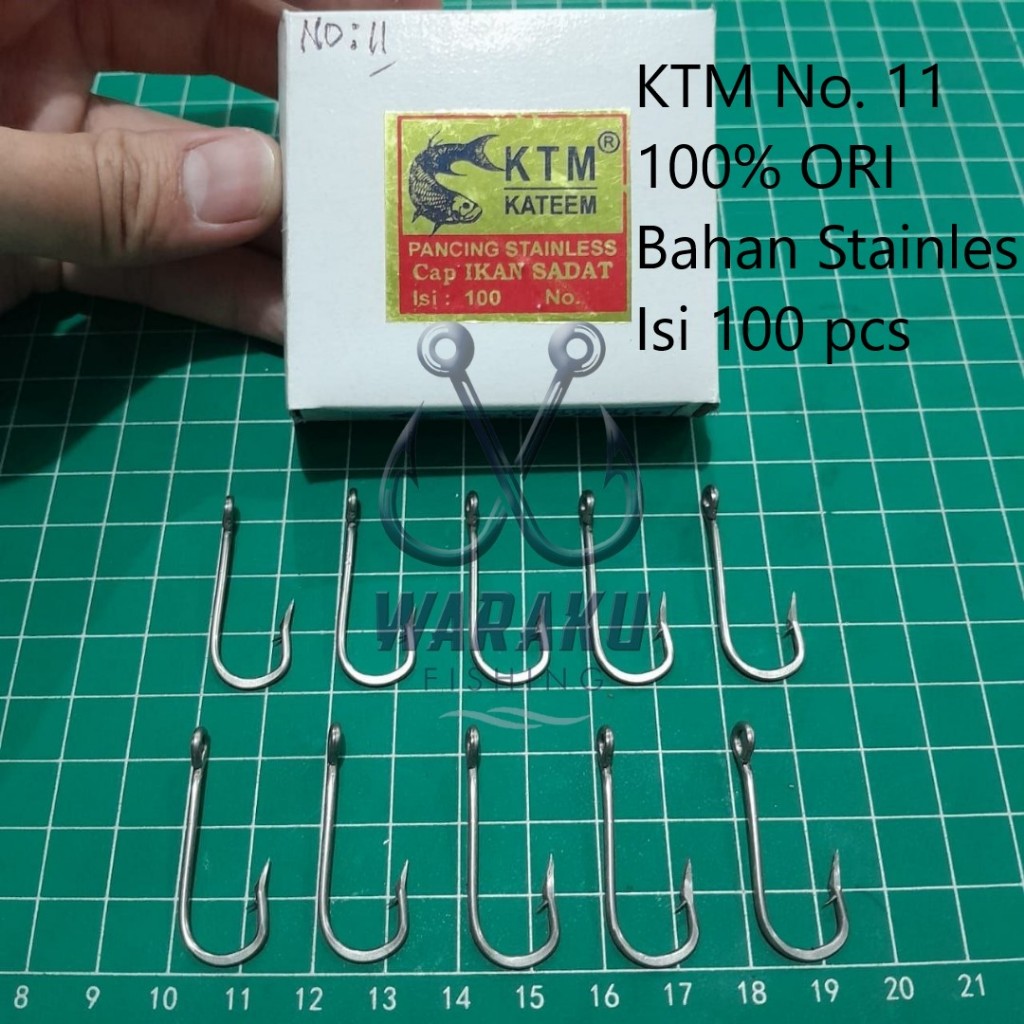 NO:11
KTM No. 11
100% ORI
Bahan Stainles
Isi 100 pcs
KTM®
KATEEM
PANCING STAINLESS
Cap IKAN SADAT
Isi : 100 No.
WARAKU
FISHING
8 9 10 11 12 13 14 15 16 17 18 19 20 21